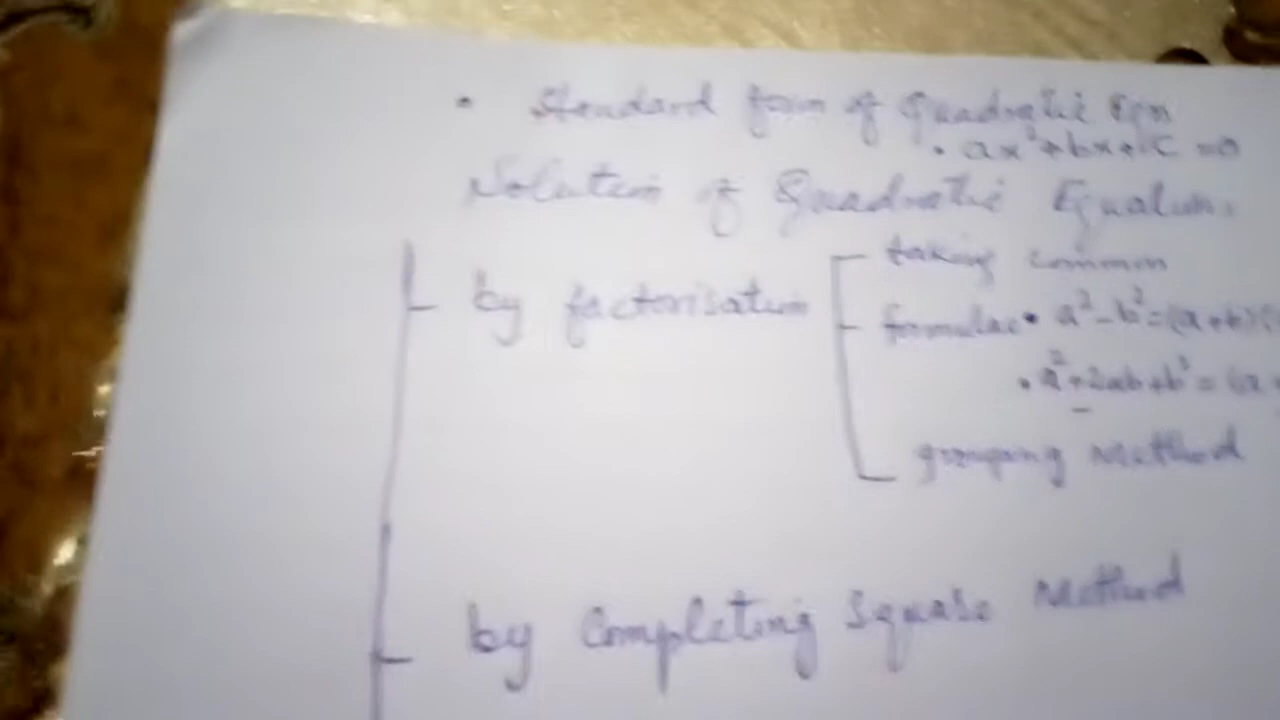 • Standard form of Quadratic Eqn
• ax²+bx+c=0
Solution of Quadratic Equation.
by factorisation
taking common
formulae • a²-b²=(a+b)(
• a²+2ab+b²=(a+
grouping method
by Completing Square Method